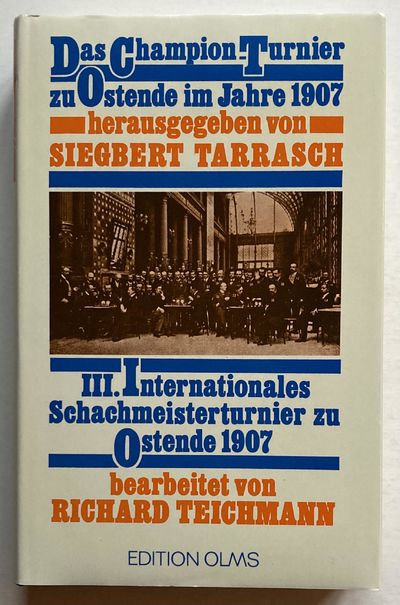 Das Champion-Turnier
zu Ostende im Jahre 1907
herausgegeben von
SIEGBERT TARRASCH
III. Internationales
Schachmeisterturnier zu
Ostende 1907
bearbeitet von
RICHARD TEICHMANN
EDITION OLMS